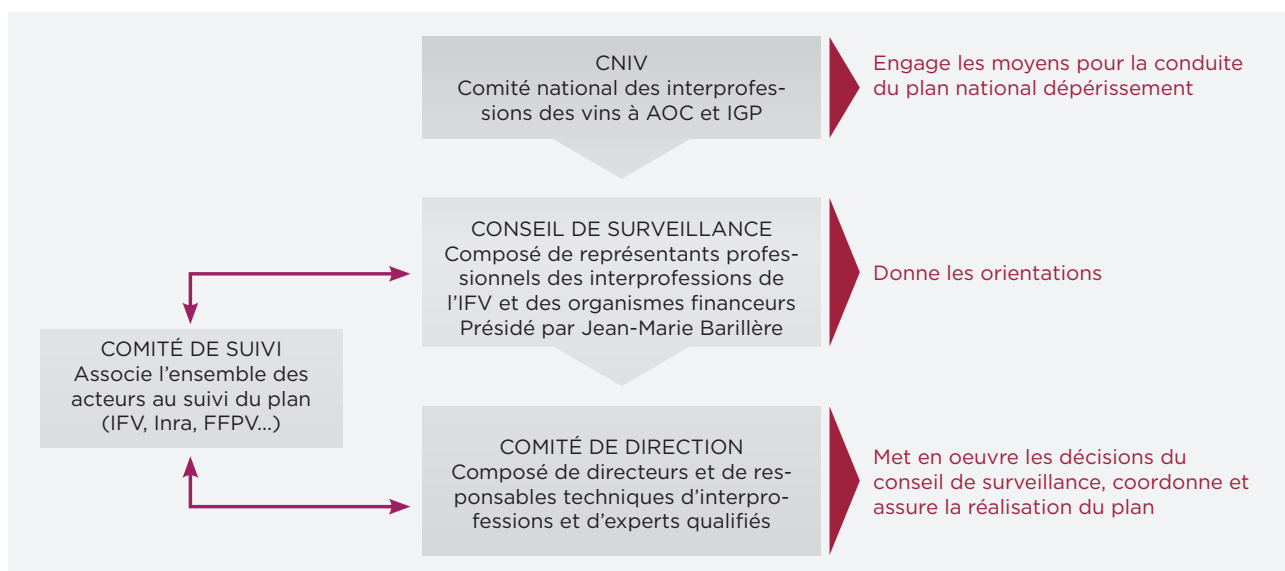 CNIV
Comité national des interprofes-
sions des vins à AOC et IGP
Engage les moyens pour la conduite
du plan national dépérissement
CONSEIL DE SURVEILLANCE
Composé de représentants profes-
sionnels des interprofessions de
l’IFV et des organismes financeurs
Présidé par Jean-Marie Barillère
Donne les orientations
COMITÉ DE SUIVI
Associe l’ensemble des
acteurs au suivi du plan
(IFV, Inra, FFPV...)
COMITÉ DE DIRECTION
Composé de directeurs et de res-
ponsables techniques d’interpro-
fessions et d’experts qualifiés
Met en oeuvre les décisions du
conseil de surveillance, coordonne et
assure la réalisation du plan